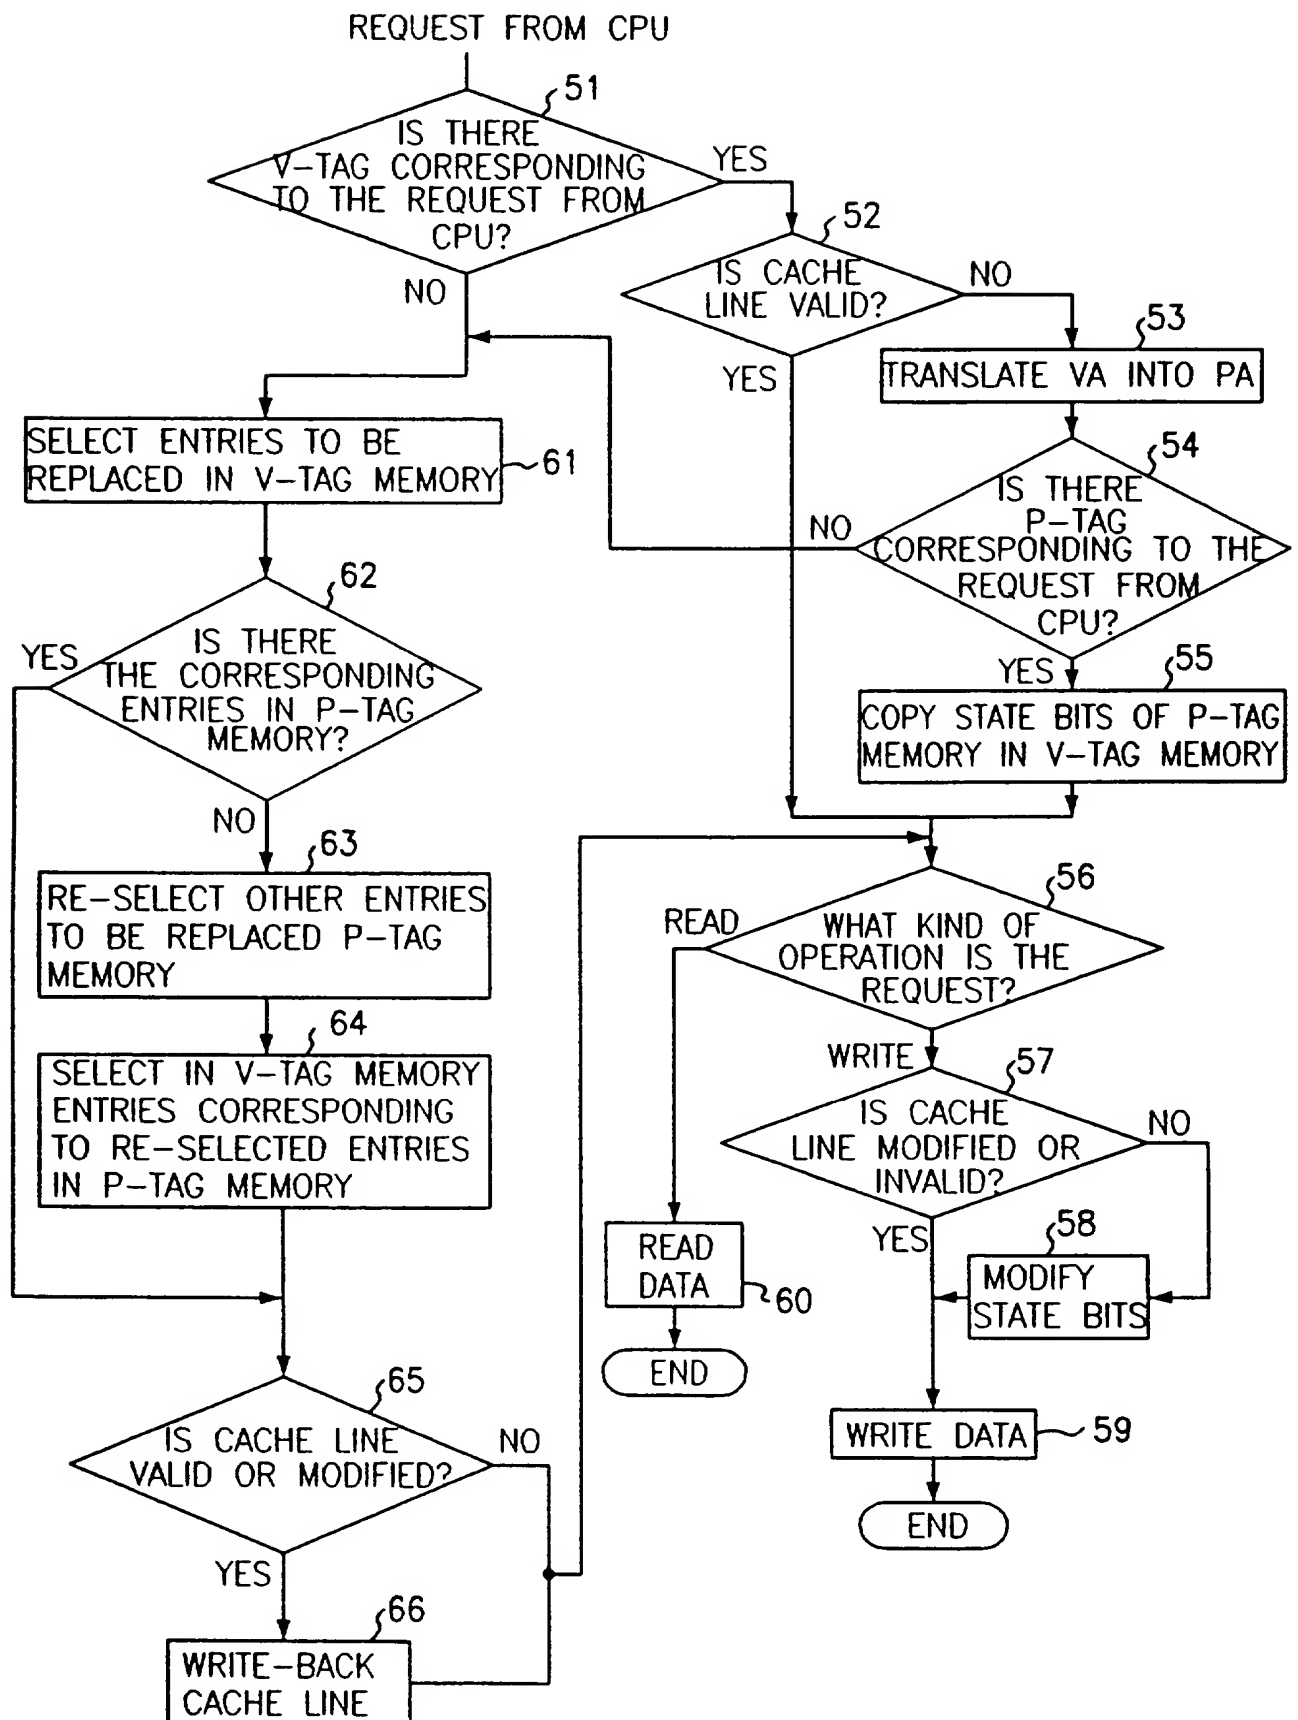 REQUEST FROM CPU
51
IS THERE
V-TAG CORRESPONDING
TO THE REQUEST FROM
CPU?
YES
NO
52
IS CACHE
LINE VALID?
NO
YES
53
TRANSLATE VA INTO PA
54
IS THERE
P-TAG
CORRESPONDING TO THE
REQUEST FROM
CPU?
NO
YES
55
COPY STATE BITS OF P-TAG
MEMORY IN V-TAG MEMORY
SELECT ENTRIES TO BE
REPLACED IN V-TAG MEMORY
61
62
IS THERE
THE CORRESPONDING
ENTRIES IN P-TAG
MEMORY?
YES
NO
63
RE-SELECT OTHER ENTRIES
TO BE REPLACED P-TAG
MEMORY
64
SELECT IN V-TAG MEMORY
ENTRIES CORRESPONDING
TO RE-SELECTED ENTRIES
IN P-TAG MEMORY
56
WHAT KIND OF
OPERATION IS THE
REQUEST?
READ
WRITE
57
IS CACHE
LINE MODIFIED OR
INVALID?
NO
YES
58
MODIFY
STATE BITS
READ
DATA
60
END
WRITE DATA
59
END
65
IS CACHE LINE
VALID OR MODIFIED?
NO
YES
66
WRITE-BACK
CACHE LINE